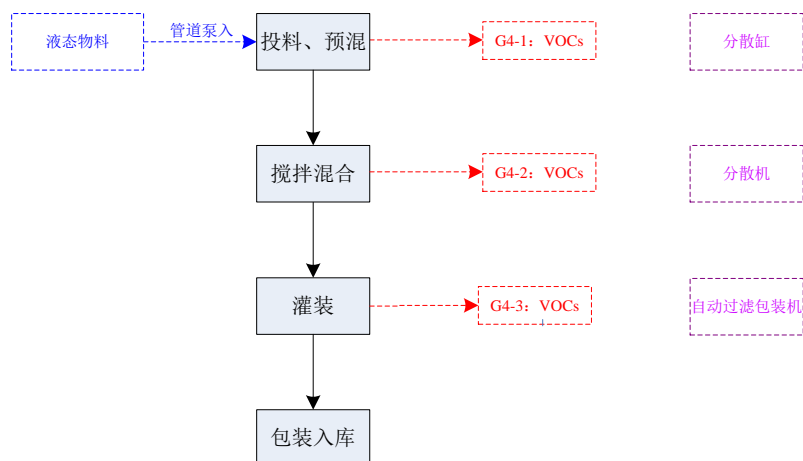 液态物料
管道泵入
投料、预混
G4-1：VOCs
分散缸
搅拌混合
G4-2：VOCs
分散机
灌装
G4-3：VOCs
自动过滤包装机
包装入库